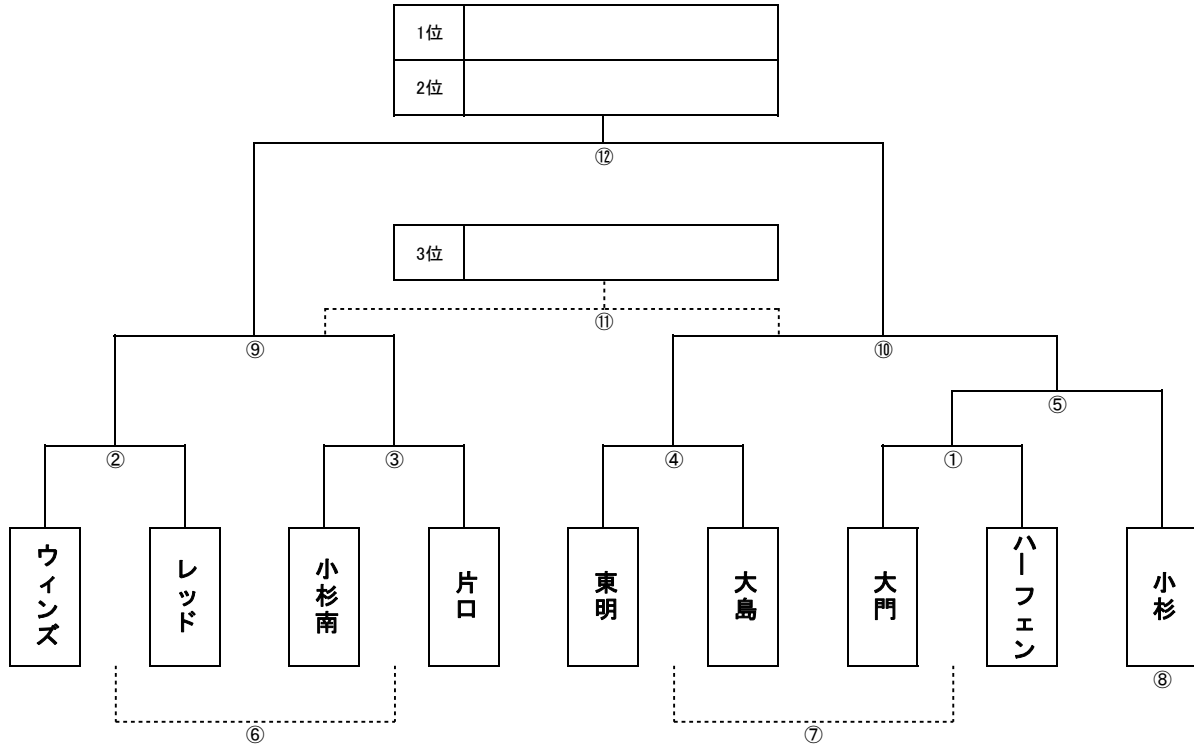 1位
2位
⑫
3位
⑪
⑨
⑩
⑤
②
③
④
①
ウィンズ
レッド
小杉南
片口
東明
大島
大門
ハーフェン
小杉
⑧
⑥
⑦